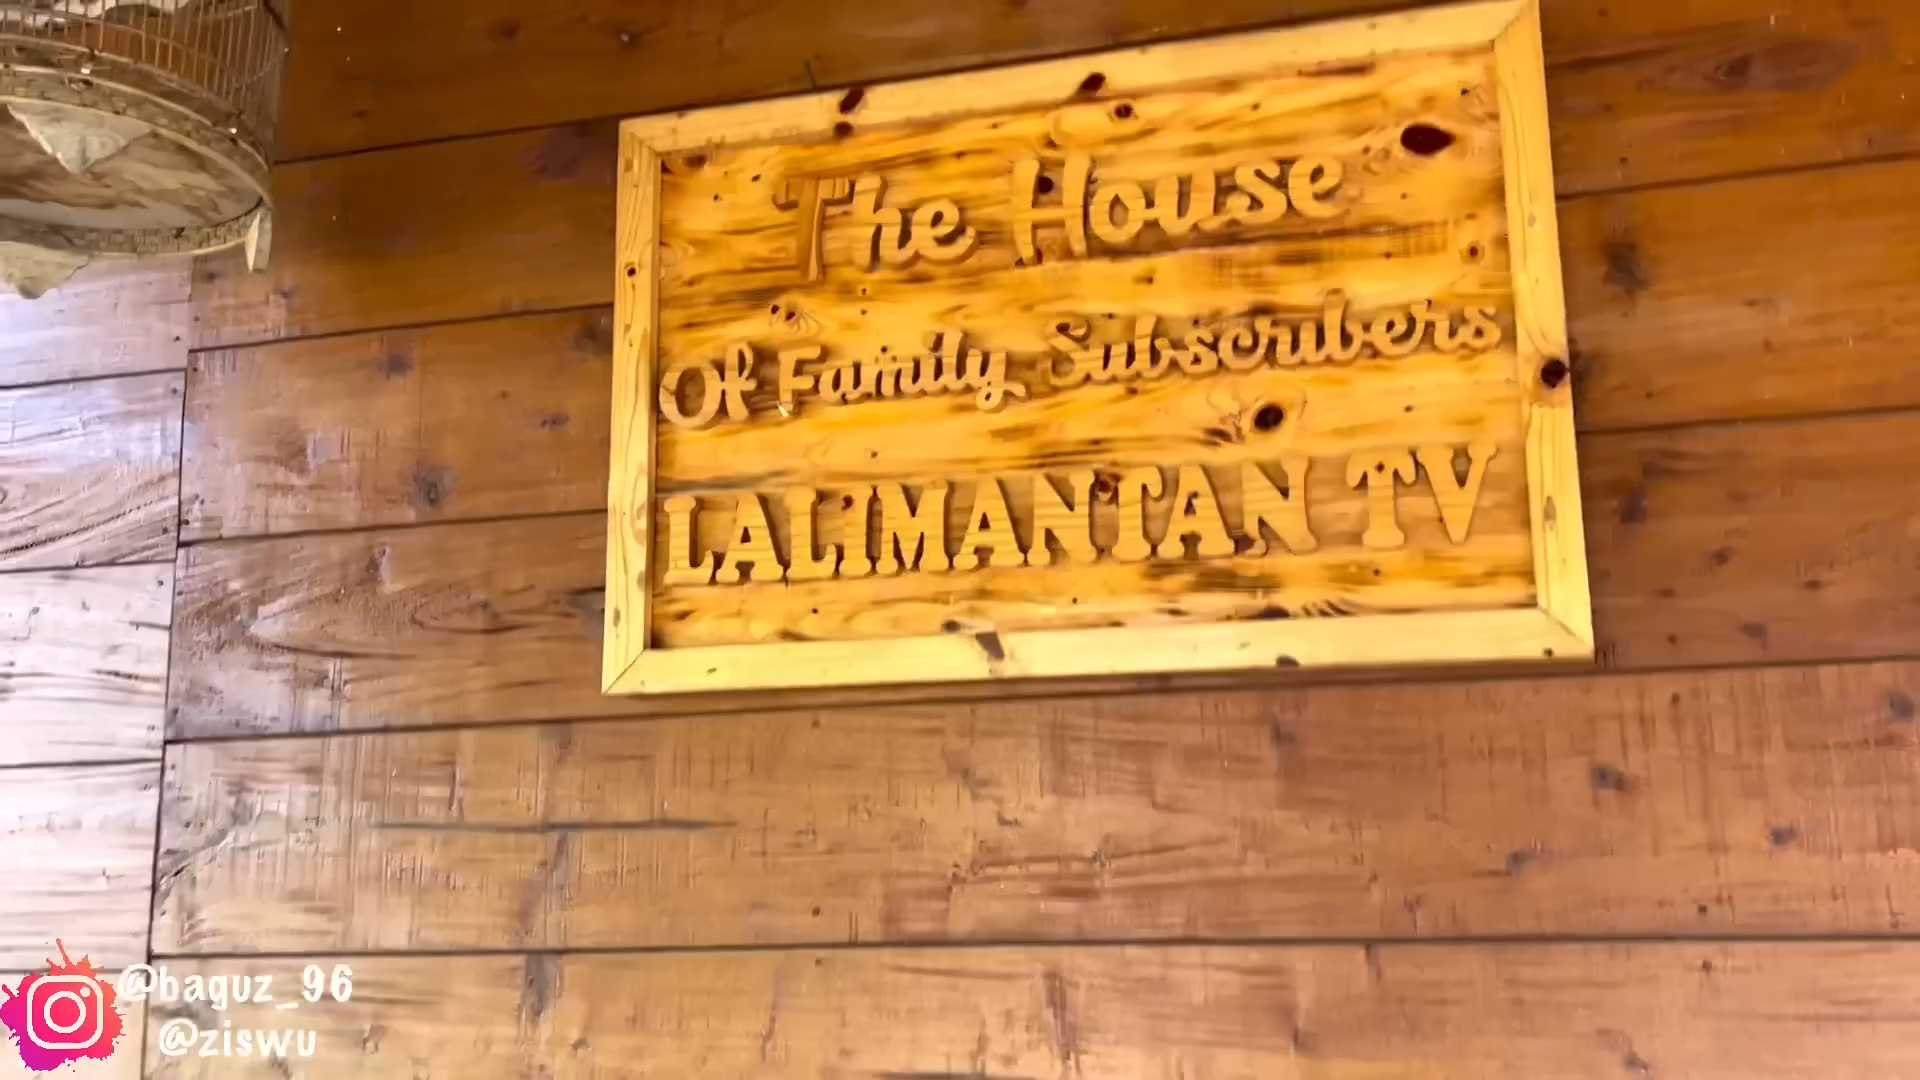 The House
Of Family Subscribers
LALIMANTAN TV
@baguz_96
@ziswu